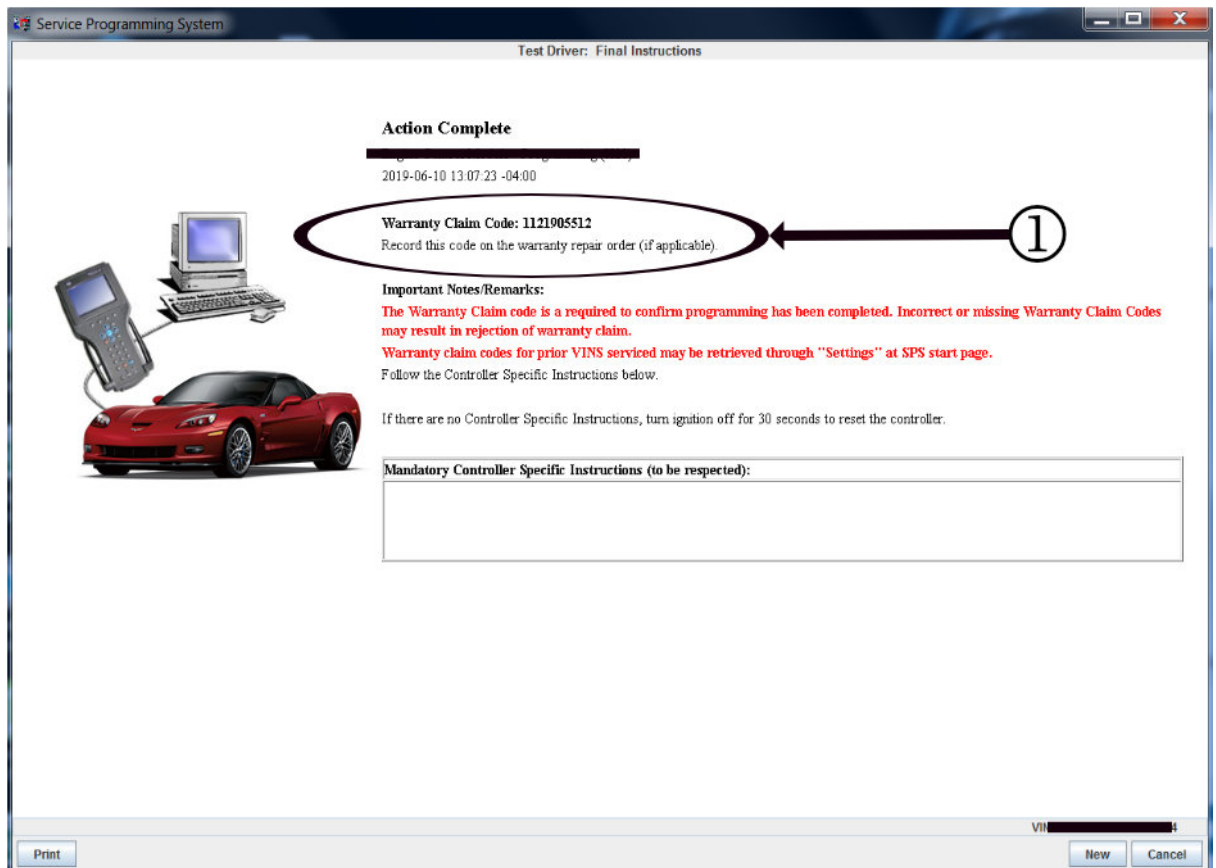 Service Programming System
Test Driver: Final Instructions
Action Complete
2019-06-10 13:07:23 -04:00
Warranty Claim Code: 1121905512
Record this code on the warranty repair order (if applicable).
1
Important Notes/Remarks:
The Warranty Claim code is a required to confirm programming has been completed. Incorrect or missing Warranty Claim Codes
may result in rejection of warranty claim.
Warranty claim codes for prior VINS serviced may be retrieved through "Settings" at SPS start page.
Follow the Controller Specific Instructions below.
If there are no Controller Specific Instructions, turn ignition off for 30 seconds to reset the controller.
Mandatory Controller Specific Instructions (to be respected):
VIN 4
Print New Cancel